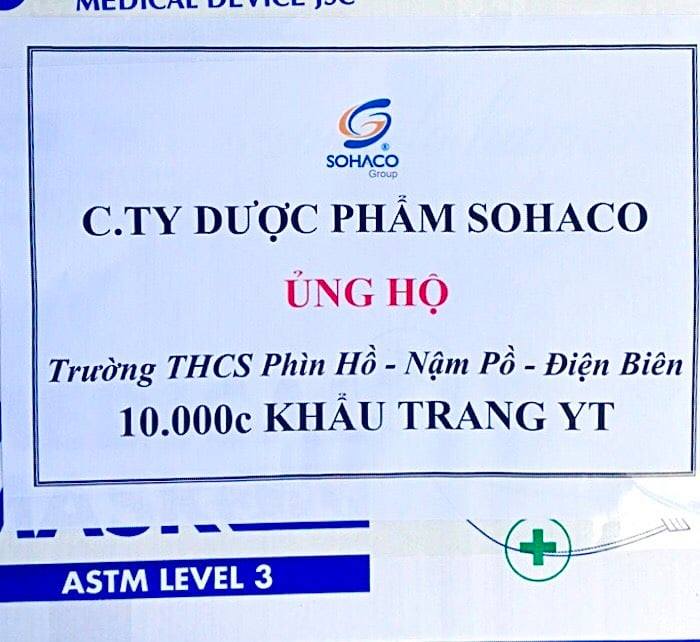 MEDICAL DEVICE JSC
SOHACO
®
Group
C.TY DƯỢC PHẨM SOHACO
ỦNG HỘ
Trường THCS Phìn Hồ - Nậm Pồ - Điện Biên
10.000c KHẨU TRANG YT
ASTM LEVEL 3